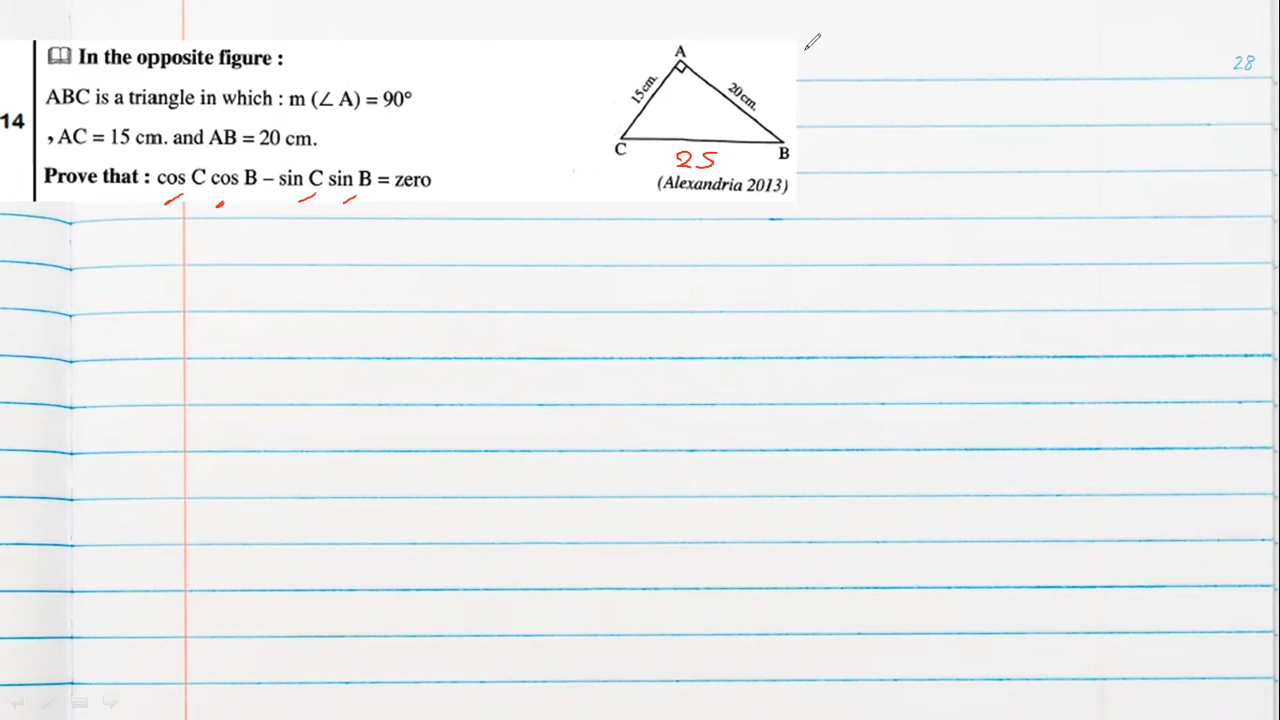 28
14
In the opposite figure :
ABC is a triangle in which : m (∠ A) = 90°
, AC = 15 cm. and AB = 20 cm.
Prove that : cos C cos B – sin C sin B = zero
A
15 cm.
20 cm.
C
B
25
(Alexandria 2013)